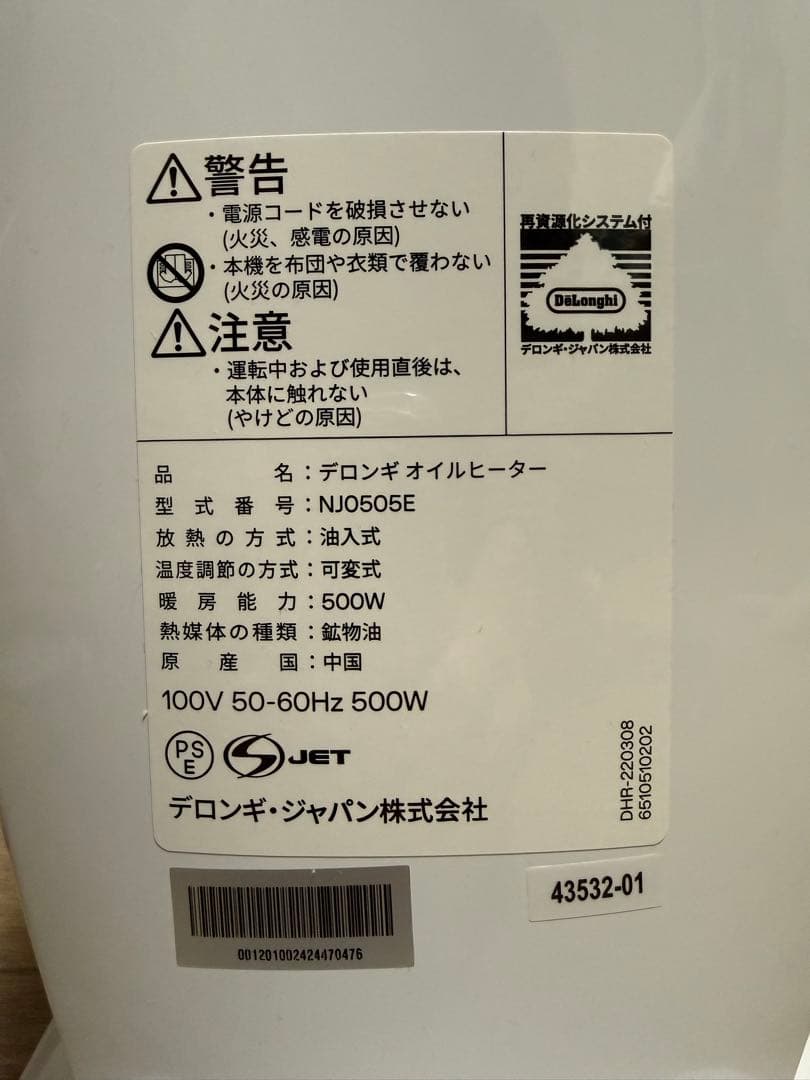 警告
・電源コードを破損させない
(火災、感電の原因)
・本機を布団や衣類で覆わない
(火災の原因)
注意
・運転中および使用直後は、
本体に触れない
(やけどの原因)
再資源化システム付
DeLonghi
デロンギ・ジャパン株式会社
品名：デロンギ オイルヒーター
型式番号：NJ0505E
放熱の方式：油入式
温度調節の方式：可変式
暖房能力：500W
熱媒体の種類：鉱物油
原産国：中国
100V 50-60Hz 500W
PS
E
S JET
デロンギ・ジャパン株式会社
DHR-220308
6510510202
001201002424470476
43532-01